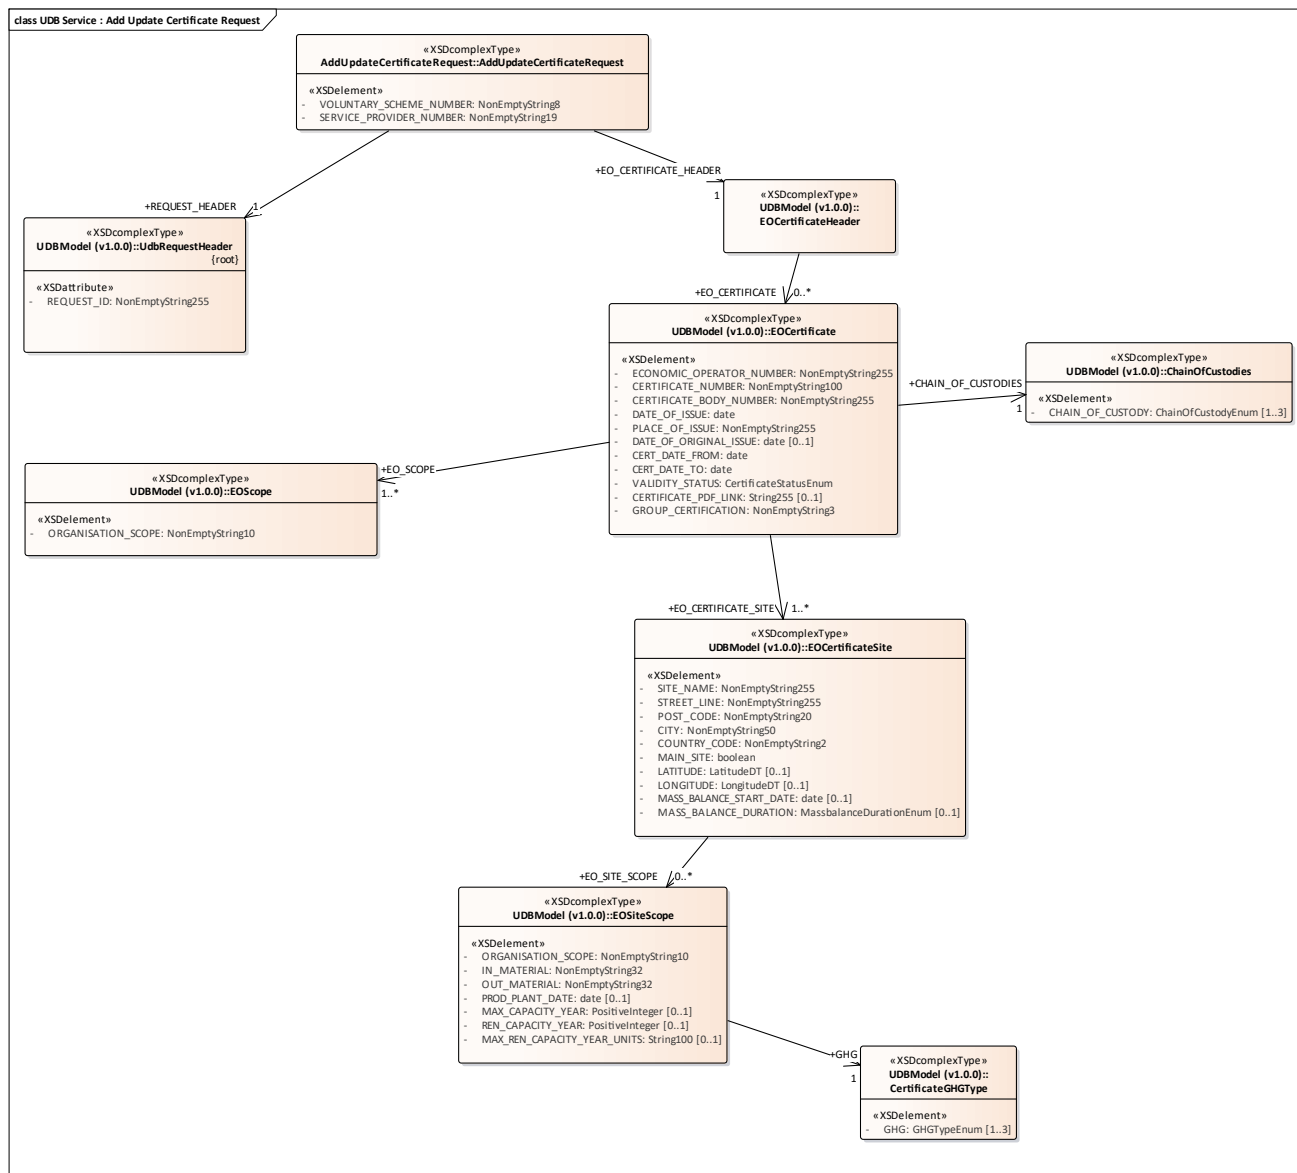 class UDB Service : Add Update Certificate Request
«XSDcomplexType»
AddUpdateCertificateRequest::AddUpdateCertificateRequest
«XSDelement»
- VOLUNTARY_SCHEME_NUMBER: NonEmptyString8
- SERVICE_PROVIDER_NUMBER: NonEmptyString19
+EO_CERTIFICATE_HEADER
1
+REQUEST_HEADER
1
«XSDcomplexType»
UDBModel (v1.0.0)::
EOCertificateHeader
«XSDcomplexType»
UDBModel (v1.0.0)::UdbRequestHeader
{root}
«XSDattribute»
- REQUEST_ID: NonEmptyString255
+EO_CERTIFICATE
0..*
«XSDcomplexType»
UDBModel (v1.0.0)::EOCertificate
«XSDelement»
- ECONOMIC_OPERATOR_NUMBER: NonEmptyString255
- CERTIFICATE_NUMBER: NonEmptyString100
- CERTIFICATE_BODY_NUMBER: NonEmptyString255
- DATE_OF_ISSUE: date
- PLACE_OF_ISSUE: NonEmptyString255
- DATE_OF_ORIGINAL_ISSUE: date [0..1]
- CERT_DATE_FROM: date
- CERT_DATE_TO: date
- VALIDITY_STATUS: CertificateStatusEnum
- CERTIFICATE_PDF_LINK: String255 [0..1]
- GROUP_CERTIFICATION: NonEmptyString3
+CHAIN_OF_CUSTODIES
1
«XSDcomplexType»
UDBModel (v1.0.0)::ChainOfCustodies
«XSDelement»
- CHAIN_OF_CUSTODY: ChainOfCustodyEnum [1..3]
+EO_SCOPE
1..*
«XSDcomplexType»
UDBModel (v1.0.0)::EOScope
«XSDelement»
- ORGANISATION_SCOPE: NonEmptyString10
+EO_CERTIFICATE_SITE
1..*
«XSDcomplexType»
UDBModel (v1.0.0)::EOCertificateSite
«XSDelement»
- SITE_NAME: NonEmptyString255
- STREET_LINE: NonEmptyString255
- POST_CODE: NonEmptyString20
- CITY: NonEmptyString50
- COUNTRY_CODE: NonEmptyString2
- MAIN_SITE: boolean
- LATITUDE: LatitudeDT [0..1]
- LONGITUDE: LongitudeDT [0..1]
- MASS_BALANCE_START_DATE: date [0..1]
- MASS_BALANCE_DURATION: MassbalanceDurationEnum [0..1]
+EO_SITE_SCOPE
0..*
«XSDcomplexType»
UDBModel (v1.0.0)::EOSiteScope
«XSDelement»
- ORGANISATION_SCOPE: NonEmptyString10
- IN_MATERIAL: NonEmptyString32
- OUT_MATERIAL: NonEmptyString32
- PROD_PLANT_DATE: date [0..1]
- MAX_CAPACITY_YEAR: PositiveInteger [0..1]
- REN_CAPACITY_YEAR: PositiveInteger [0..1]
- MAX_REN_CAPACITY_YEAR_UNITS: String100 [0..1]
+GHG
1
«XSDcomplexType»
UDBModel (v1.0.0)::
CertificateGHGType
«XSDelement»
- GHG: GHGTypeEnum [1..3]